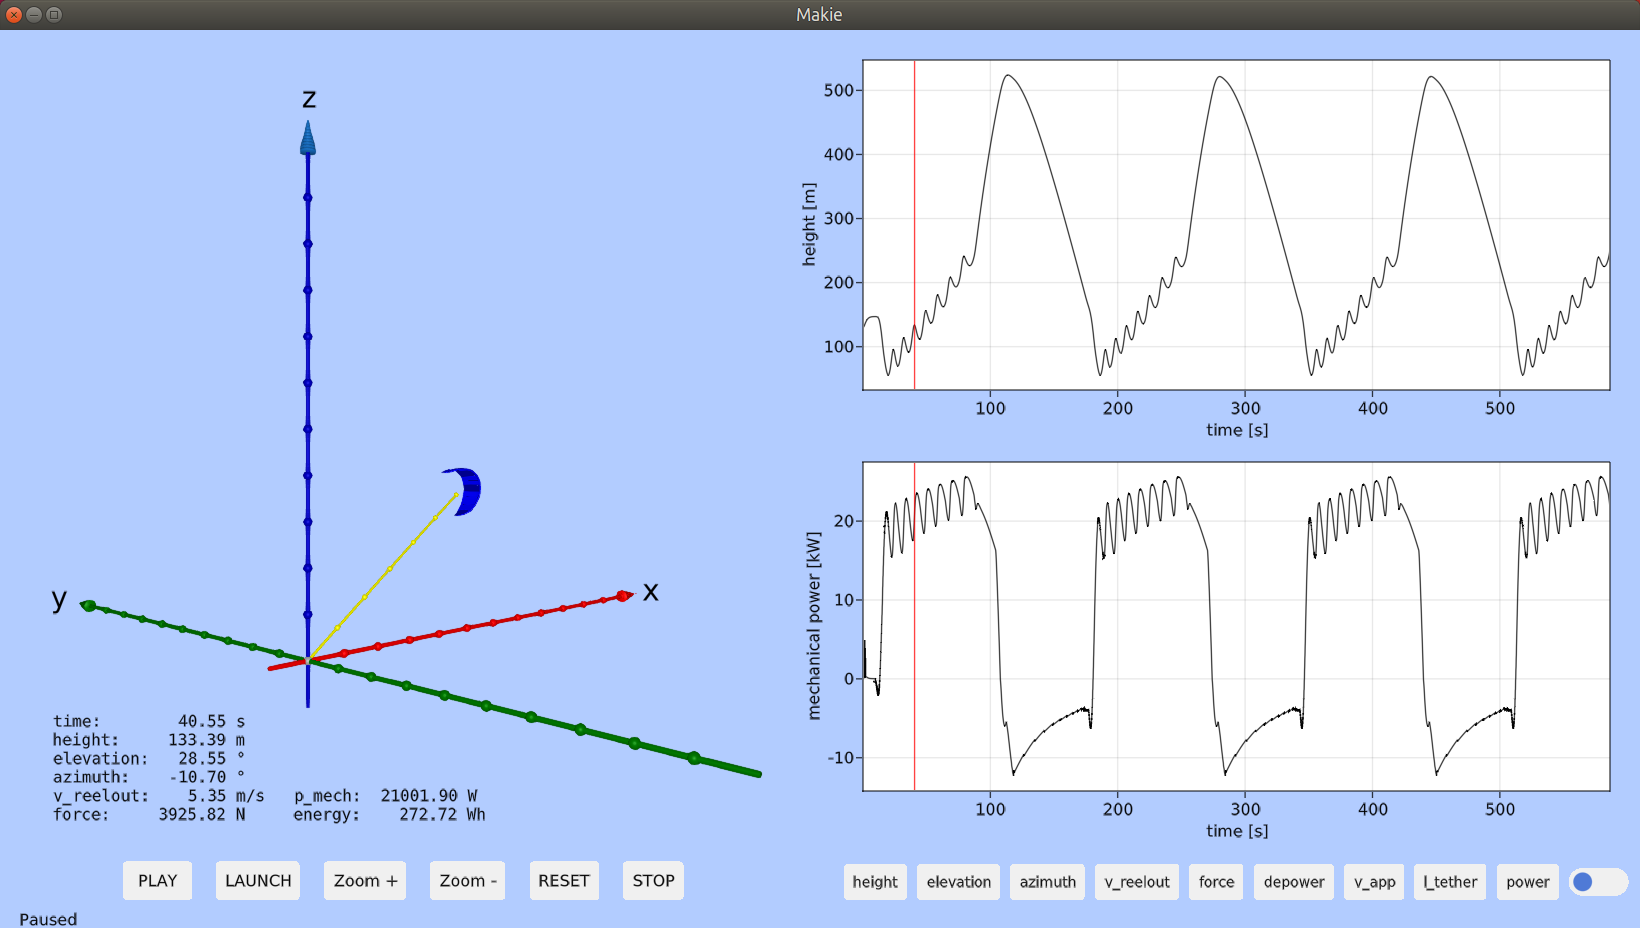 Makie
z
y
x
time: 40.55 s
height: 133.39 m
elevation: 28.55 °
azimuth: -10.70 °
v_reelout: 5.35 m/s p_mech: 21001.90 W
force: 3925.82 N energy: 272.72 Wh
PLAY LAUNCH Zoom + Zoom - RESET STOP
Paused
height [m]
500
400
300
200
100
100 200 300 400 500
time [s]
mechanical power [kW]
20
10
0
-10
100 200 300 400 500
time [s]
height elevation azimuth v_reelout force depower v_app l_tether power